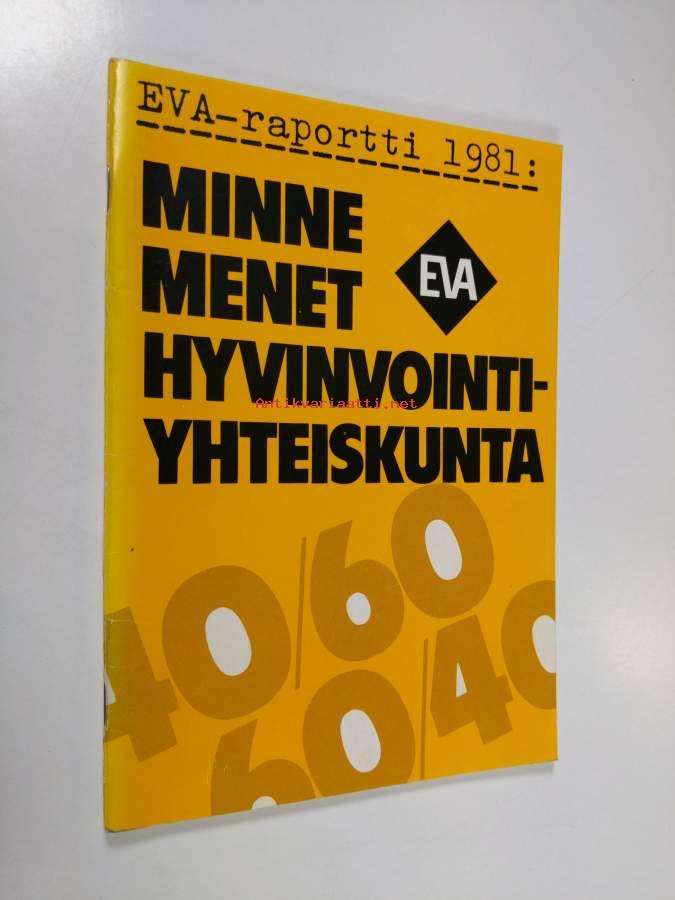 EVA-raportti 1981:
MINNE
MENET
EVA
HYVINVOINTI-
Antikvariaatti.net
YHTEISKUNTA
40/60
60/40